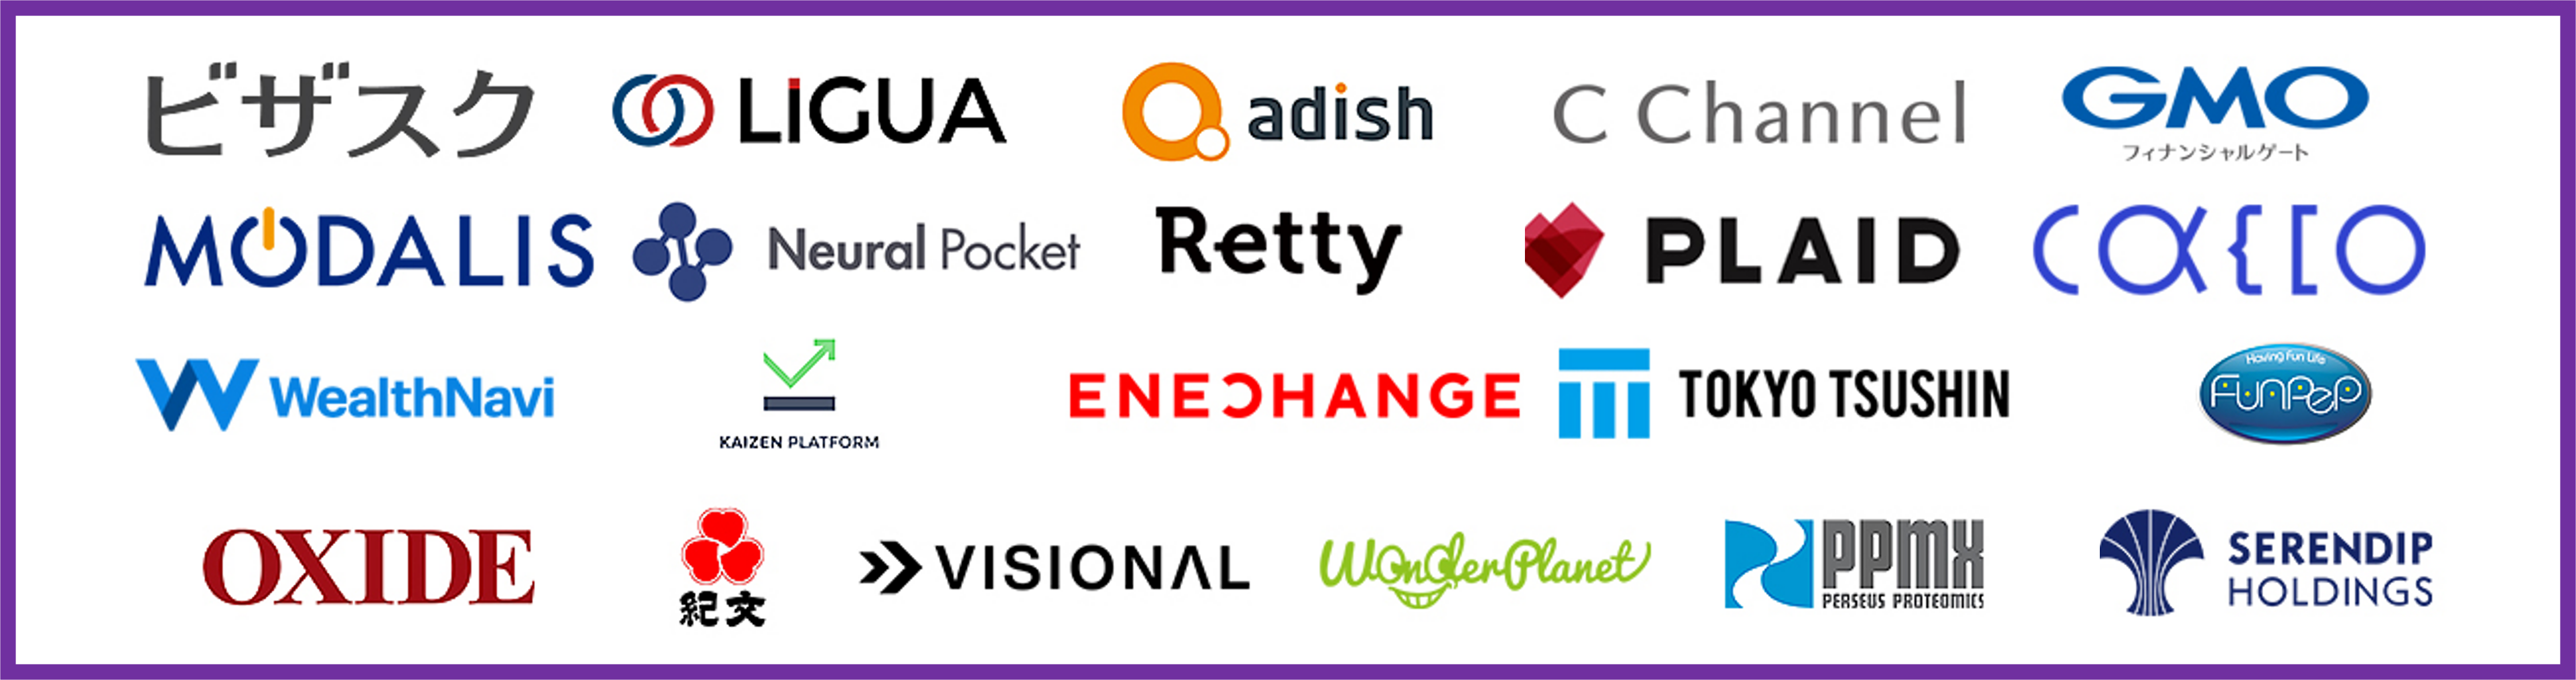 ビザスク LiGUA adish C Channel GMO
フィナンシャルゲート
MODALIS Neural Pocket Retty PLAID
WealthNavi KAIZEN PLATFORM ENECHANGE TOKYO TSUSHIN Having Fun Life
FunPeP
OXIDE 紀文 VISIONAL WonderPlanet PPMX
PERSEUS PROTEOMICS
SERENDIP
HOLDINGS